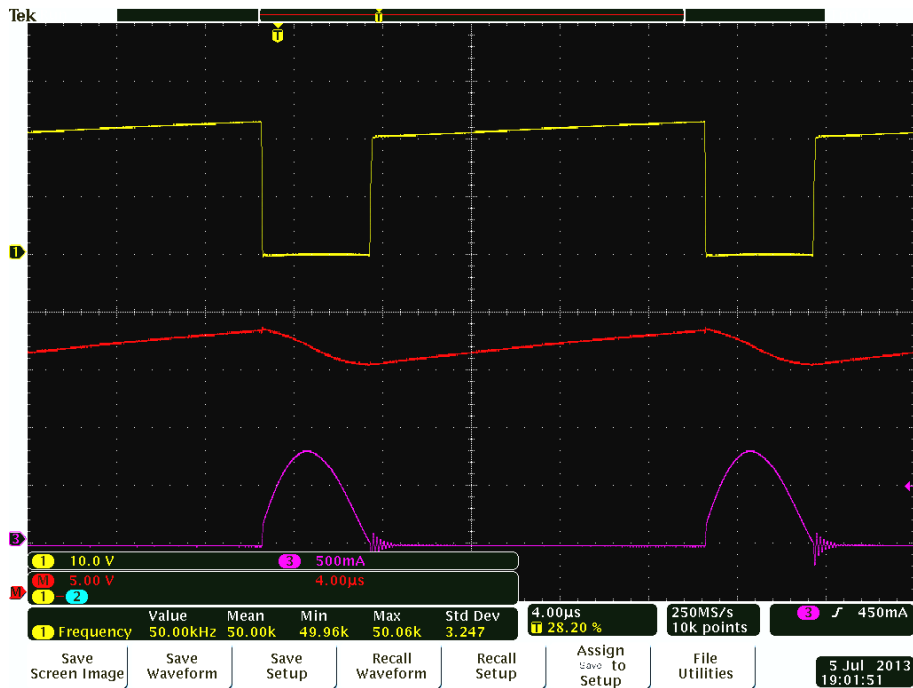 Tek
T
T
1
3
M
1 10.0 V 3 500mA
M 5.00 V 4.00µs
1 – 2
Value Mean Min Max Std Dev
1 Frequency 50.00kHz 50.00k 49.96k 50.06k 3.247
4.00µs
T 28.20 %
250MS/s
10k points
3 450mA
Save
Screen Image
Save
Waveform
Save
Setup
Recall
Waveform
Recall
Setup
Assign
Save to
Setup
File
Utilities
5 Jul 2013
19:01:51